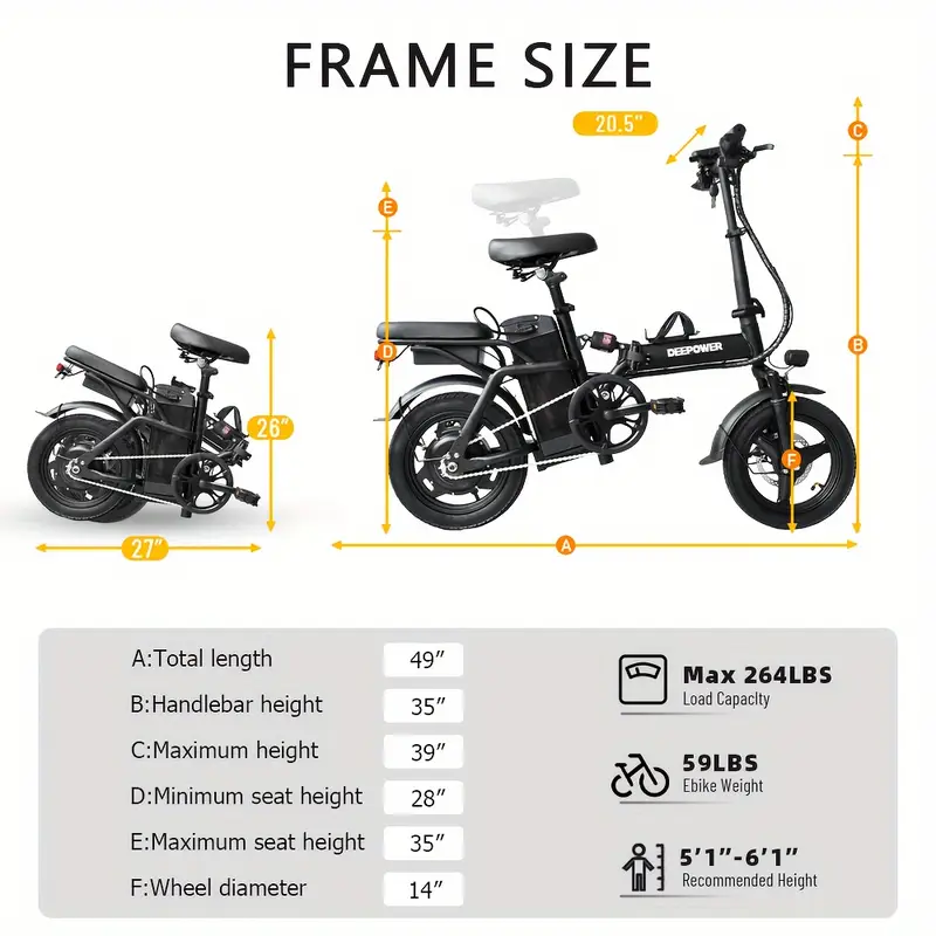 FRAME SIZE
20.5"
C
E
D
B
DEEPOWER
26"
F
27"
A
A:Total length 49"
B:Handlebar height 35"
C:Maximum height 39"
D:Minimum seat height 28"
E:Maximum seat height 35"
F:Wheel diameter 14"
Max 264LBS
Load Capacity
59LBS
Ebike Weight
5'1"-6'1"
Recommended Height